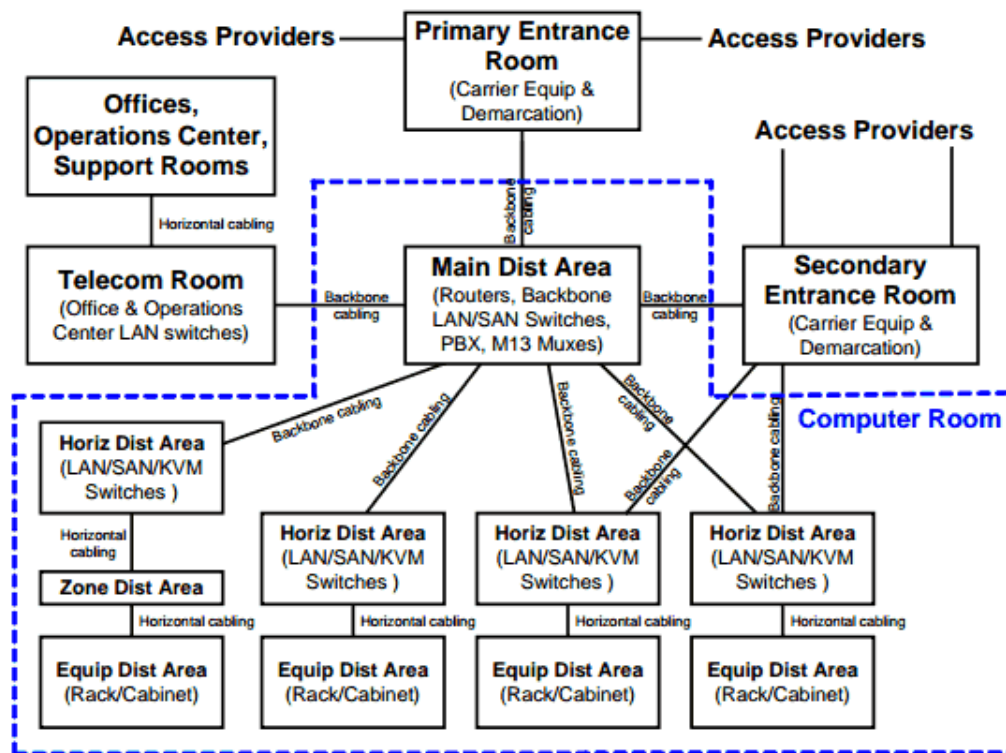 Access Providers
Primary Entrance
Room
(Carrier Equip &
Demarcation)
Access Providers
Offices,
Operations Center,
Support Rooms
Access Providers
Horizontal cabling
Backbone
cabling
Telecom Room
(Office & Operations
Center LAN switches)
Backbone
cabling
Main Dist Area
(Routers, Backbone
LAN/SAN Switches,
PBX, M13 Muxes)
Backbone
cabling
Secondary
Entrance Room
(Carrier Equip &
Demarcation)
Computer Room
Backbone cabling
Backbone cabling
Backbone cabling
Backbone
cabling
Backbone
cabling
Backbone cabling
Horiz Dist Area
(LAN/SAN/KVM
Switches )
Horizontal
cabling
Zone Dist Area
Horiz Dist Area
(LAN/SAN/KVM
Switches )
Horiz Dist Area
(LAN/SAN/KVM
Switches )
Horiz Dist Area
(LAN/SAN/KVM
Switches )
Horizontal cabling
Horizontal cabling
Horizontal cabling
Horizontal cabling
Equip Dist Area
(Rack/Cabinet)
Equip Dist Area
(Rack/Cabinet)
Equip Dist Area
(Rack/Cabinet)
Equip Dist Area
(Rack/Cabinet)